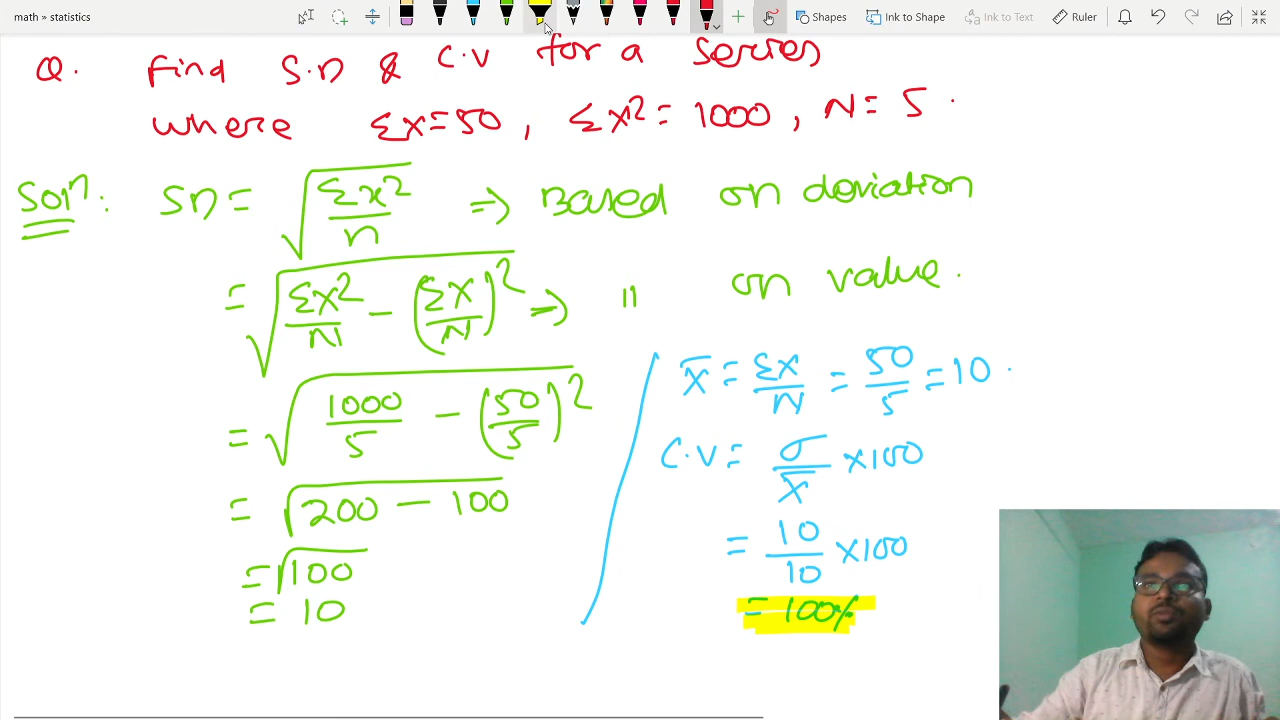 math » statistics
Shapes Ink to Shape Ink to Text Ruler
Q. Find S.D & C.V for a series
where Σx=50, Σx²= 1000, N= 5.
Solⁿ: SD = √(Σx²/n) ⇒ Based on deviation
= √(Σx²/N − (Σx/N)²) ⇒ 〃 on value.
= √(1000/5 − (50/5)²)
= √(200 − 100)
= √100
= 10
x̄ = Σx/N = 50/5 = 10.
C.V = σ/x̄ ×100
= 10/10 ×100
= 100%